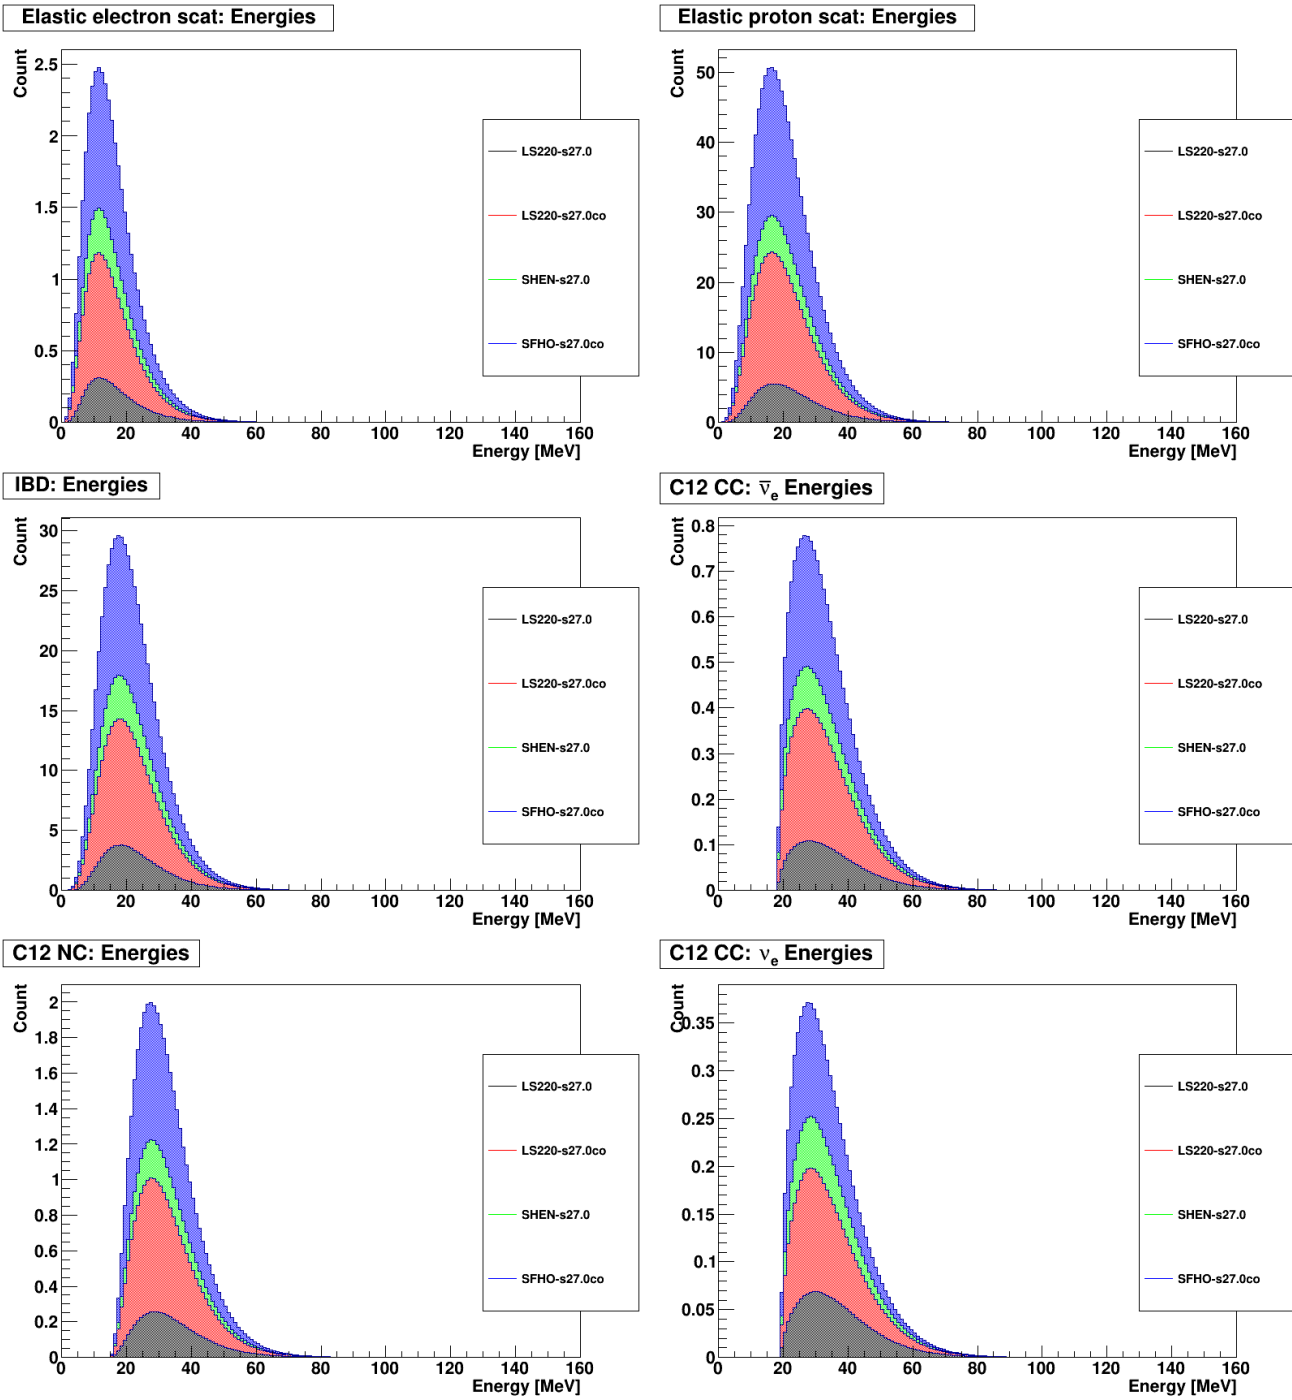 Elastic electron scat: Energies
Count
2.5
2
1.5
1
0.5
0
0 20 40 60 80 100 120 140 160
Energy [MeV]
LS220-s27.0
LS220-s27.0co
SHEN-s27.0
SFHO-s27.0co
Elastic proton scat: Energies
Count
50
40
30
20
10
0
0 20 40 60 80 100 120 140 160
Energy [MeV]
LS220-s27.0
LS220-s27.0co
SHEN-s27.0
SFHO-s27.0co
IBD: Energies
Count
30
25
20
15
10
5
0
0 20 40 60 80 100 120 140 160
Energy [MeV]
LS220-s27.0
LS220-s27.0co
SHEN-s27.0
SFHO-s27.0co
C12 CC: ν̅e Energies
Count
0.8
0.7
0.6
0.5
0.4
0.3
0.2
0.1
0
0 20 40 60 80 100 120 140 160
Energy [MeV]
LS220-s27.0
LS220-s27.0co
SHEN-s27.0
SFHO-s27.0co
C12 NC: Energies
Count
2
1.8
1.6
1.4
1.2
1
0.8
0.6
0.4
0.2
0
0 20 40 60 80 100 120 140 160
Energy [MeV]
LS220-s27.0
LS220-s27.0co
SHEN-s27.0
SFHO-s27.0co
C12 CC: νe Energies
Count
0.35
0.3
0.25
0.2
0.15
0.1
0.05
0
0 20 40 60 80 100 120 140 160
Energy [MeV]
LS220-s27.0
LS220-s27.0co
SHEN-s27.0
SFHO-s27.0co